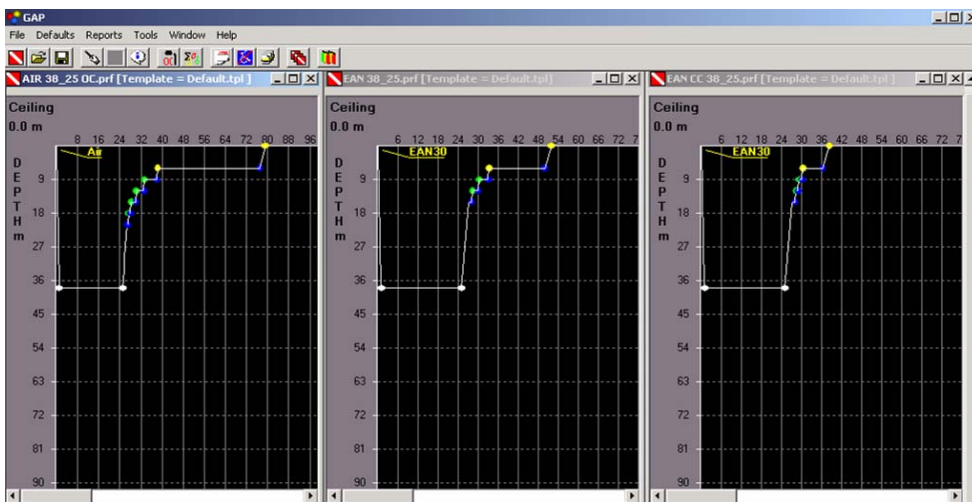 GAP
File Defaults Reports Tools Window Help
AIR 38_25 OC.prf [Template = Default.tpl ]
Ceiling
0.0 m
8 16 24 32 40 48 56 64 72 80 88 96
Air
D
E
P
T
H
m
9
18
27
36
45
54
63
72
81
90
EAN 38_25.prf [Template = Default.tpl]
Ceiling
0.0 m
6 12 18 24 30 36 42 48 54 60 66 72 7
EAN30
D
E
P
T
H
m
9
18
27
36
45
54
63
72
81
90
EAN CC 38_25.prf [Template = Default.tpl]
Ceiling
0.0 m
6 12 18 24 30 36 42 48 54 60 66 72 7
EAN30
D
E
P
T
H
m
9
18
27
36
45
54
63
72
81
90